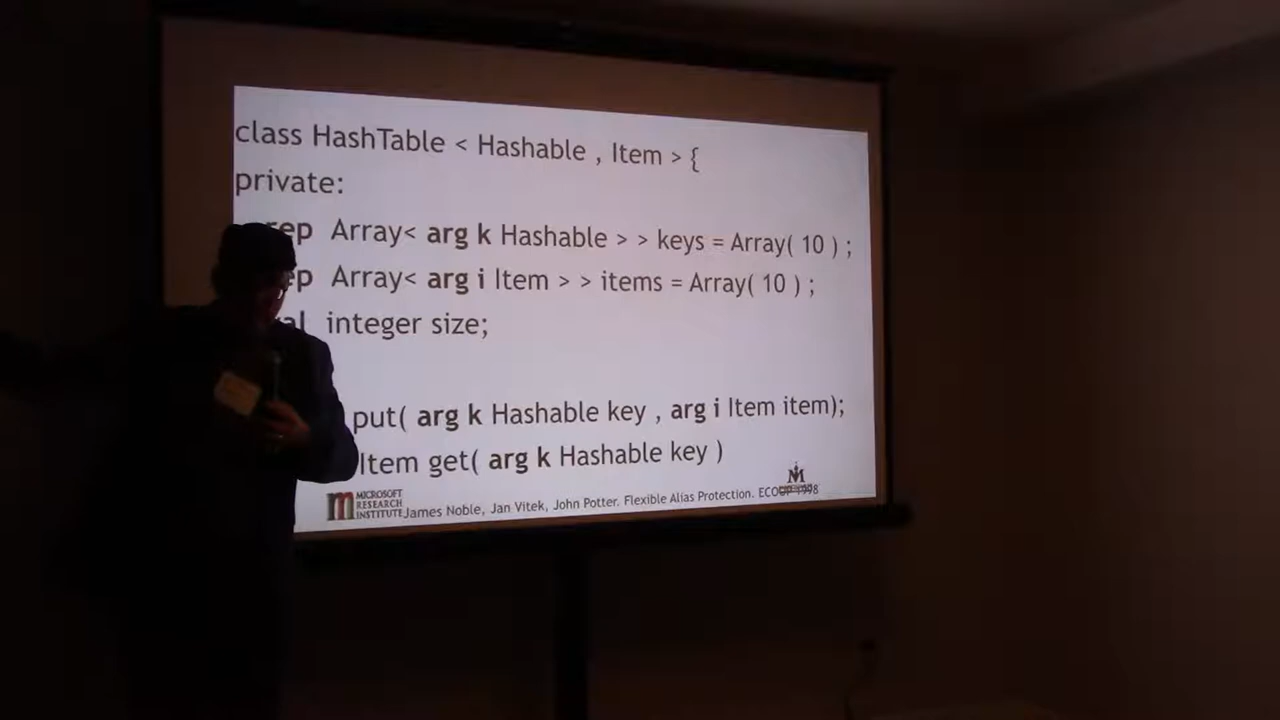 class HashTable < Hashable , Item > {
private:
rep Array< arg k Hashable > > keys = Array( 10 ) ;
ep Array< arg i Item > > items = Array( 10 ) ;
al integer size;
put( arg k Hashable key , arg i Item item);
Item get( arg k Hashable key )
MICROSOFT
RESEARCH
INSTITUTE
James Noble, Jan Vitek, John Potter. Flexible Alias Protection. ECOOP 1998